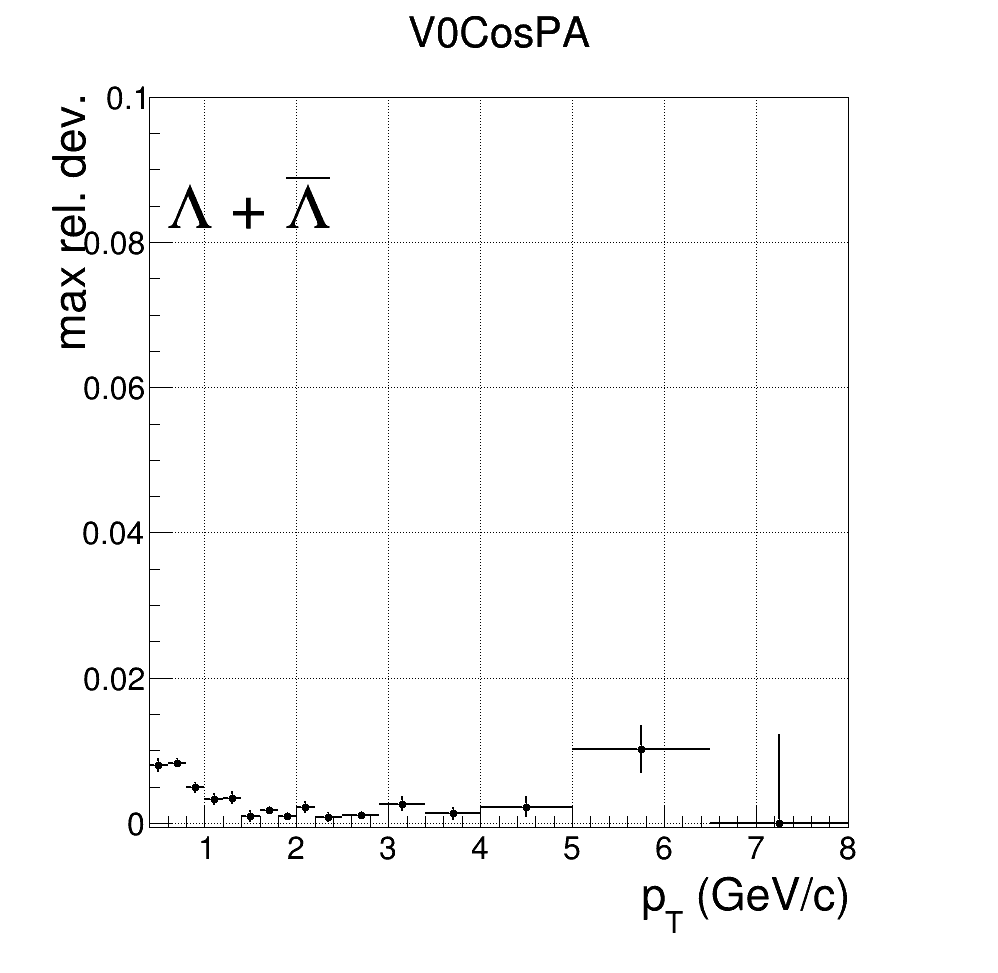 V0CosPA
max rel. dev.
0.1
0.08
0.06
0.04
0.02
0
Λ + Λ̅
1 2 3 4 5 6 7 8
p_T (GeV/c)